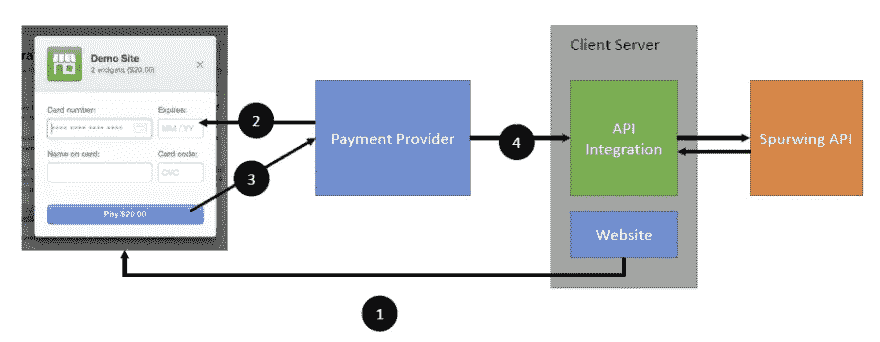 Demo Site
2 widgets ($20.00)
Card number:
Expires:
MM / YY
Name on card:
Card code:
CVC
Pay $20.00
2
3
Payment Provider
4
Client Server
API
Integration
Website
Spurwing API
1